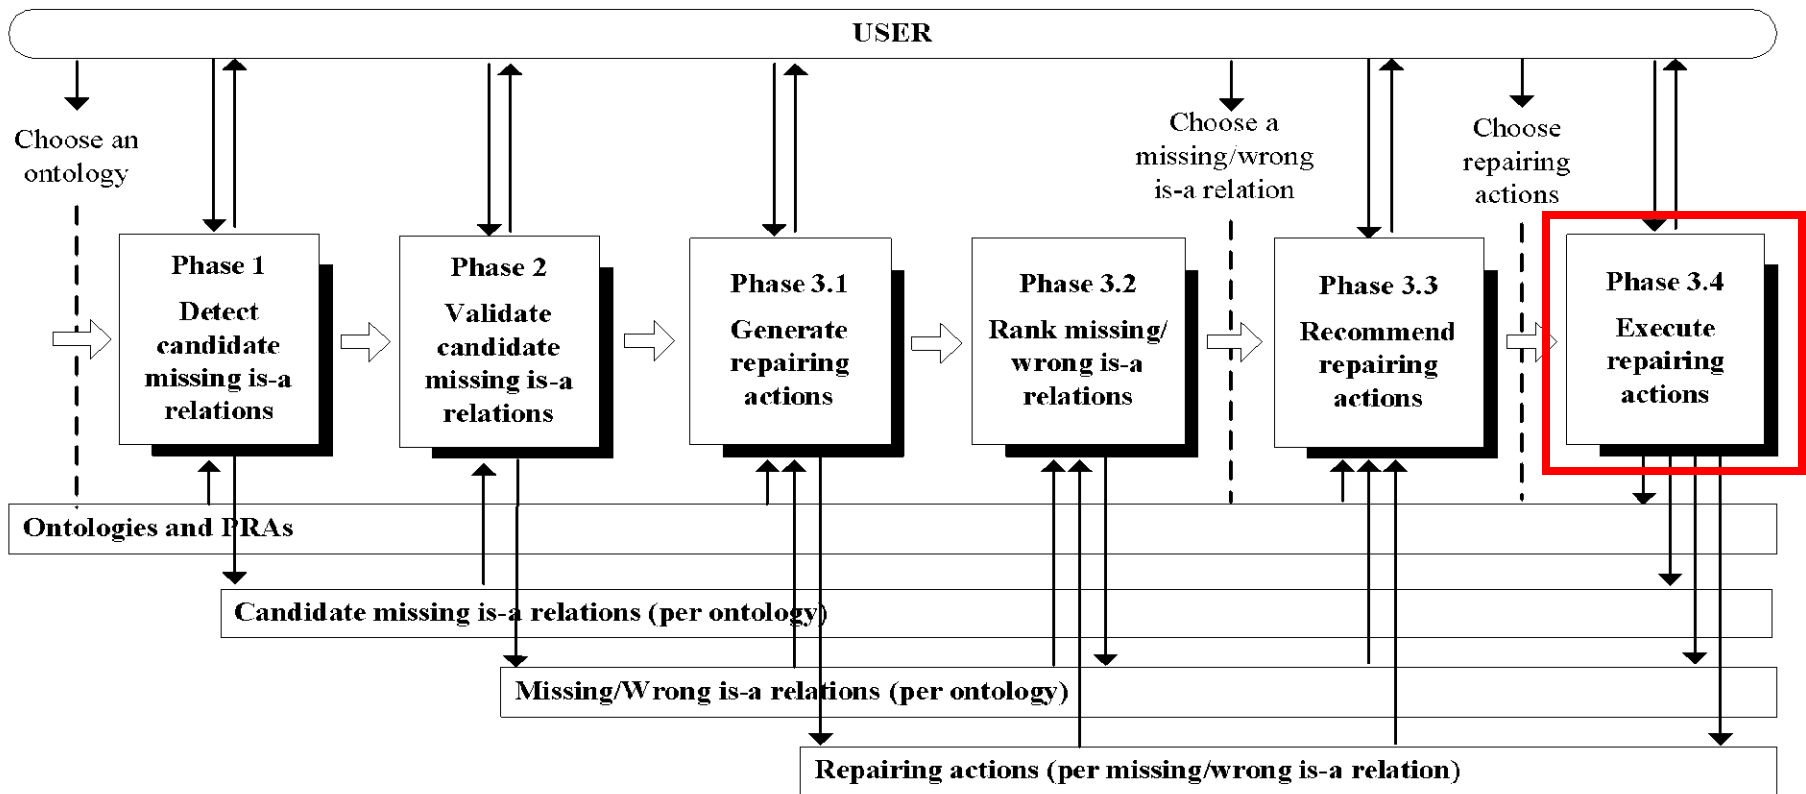 USER
Choose an
ontology
Choose a
missing/wrong
is-a relation
Choose
repairing
actions
Phase 1
Detect
candidate
missing is-a
relations
Phase 2
Validate
candidate
missing is-a
relations
Phase 3.1
Generate
repairing
actions
Phase 3.2
Rank missing/
wrong is-a
relations
Phase 3.3
Recommend
repairing
actions
Phase 3.4
Execute
repairing
actions
Ontologies and PRAs
Candidate missing is-a relations (per ontology)
Missing/Wrong is-a relations (per ontology)
Repairing actions (per missing/wrong is-a relation)